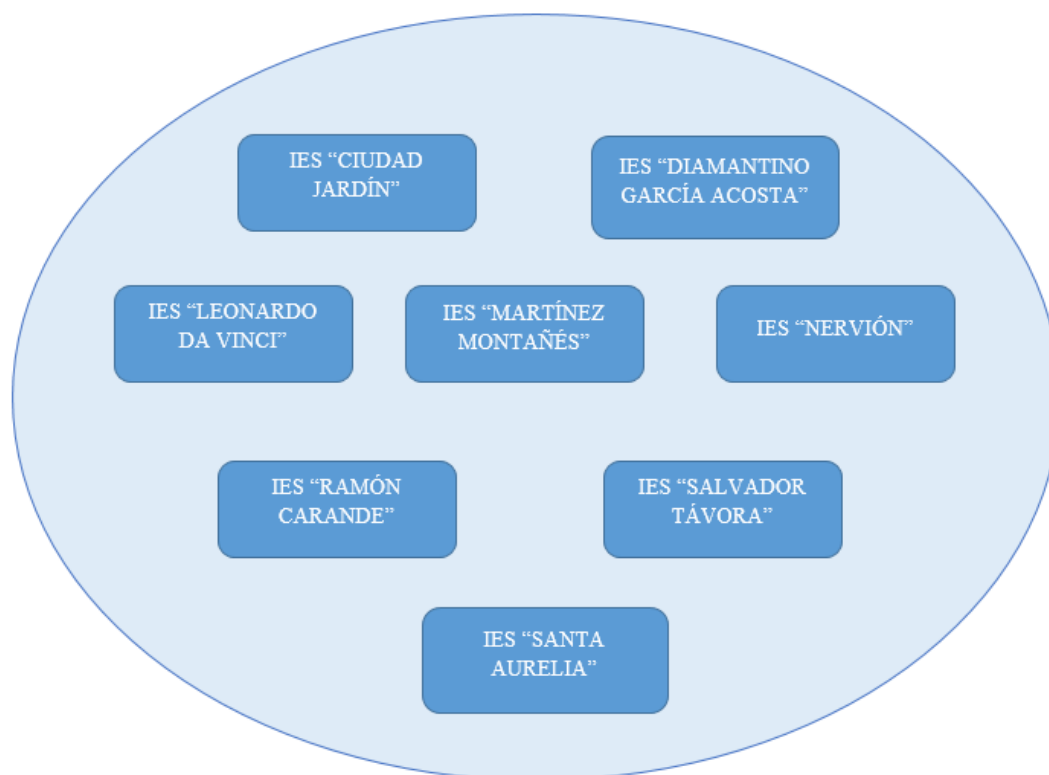 IES “CIUDAD
JARDÍN”
IES “DIAMANTINO
GARCÍA ACOSTA”
IES “LEONARDO
DA VINCI”
IES “MARTÍNEZ
MONTAÑÉS”
IES “NERVIÓN”
IES “RAMÓN
CARANDE”
IES “SALVADOR
TÁVORA”
IES “SANTA
AURELIA”